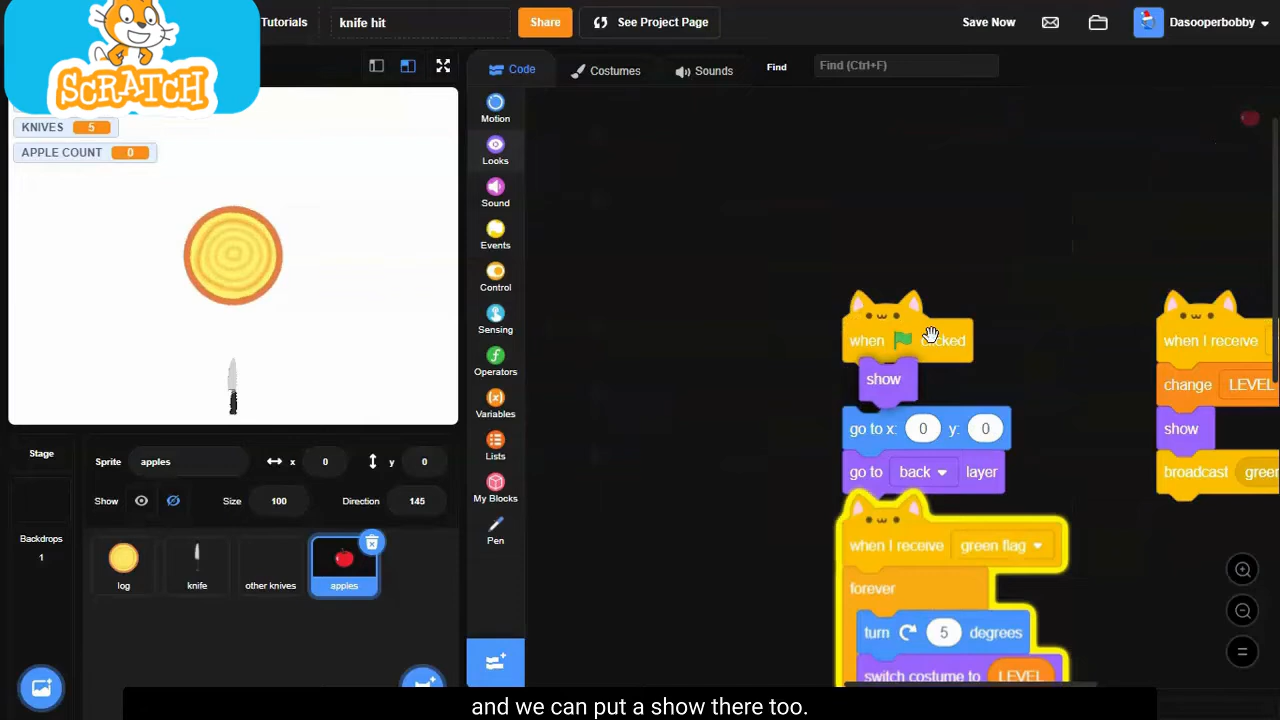 Tutorials
knife hit
Share
See Project Page
Save Now
Dasooperbobby
SCRATCH
Code
Costumes
Sounds
Find
Find (Ctrl+F)
KNIVES 5
APPLE COUNT 0
Motion
Looks
Sound
Events
Control
Sensing
Operators
Variables
Lists
My Blocks
Pen
when clicked
show
go to x: 0 y: 0
go to back layer
when I receive green flag
forever
turn 5 degrees
switch costume to LEVEL
when I receive
change LEVEL
show
broadcast green
Stage
Backdrops
1
Sprite apples x 0 y 0
Show Size 100 Direction 145
log
knife
other knives
apples
and we can put a show there too.